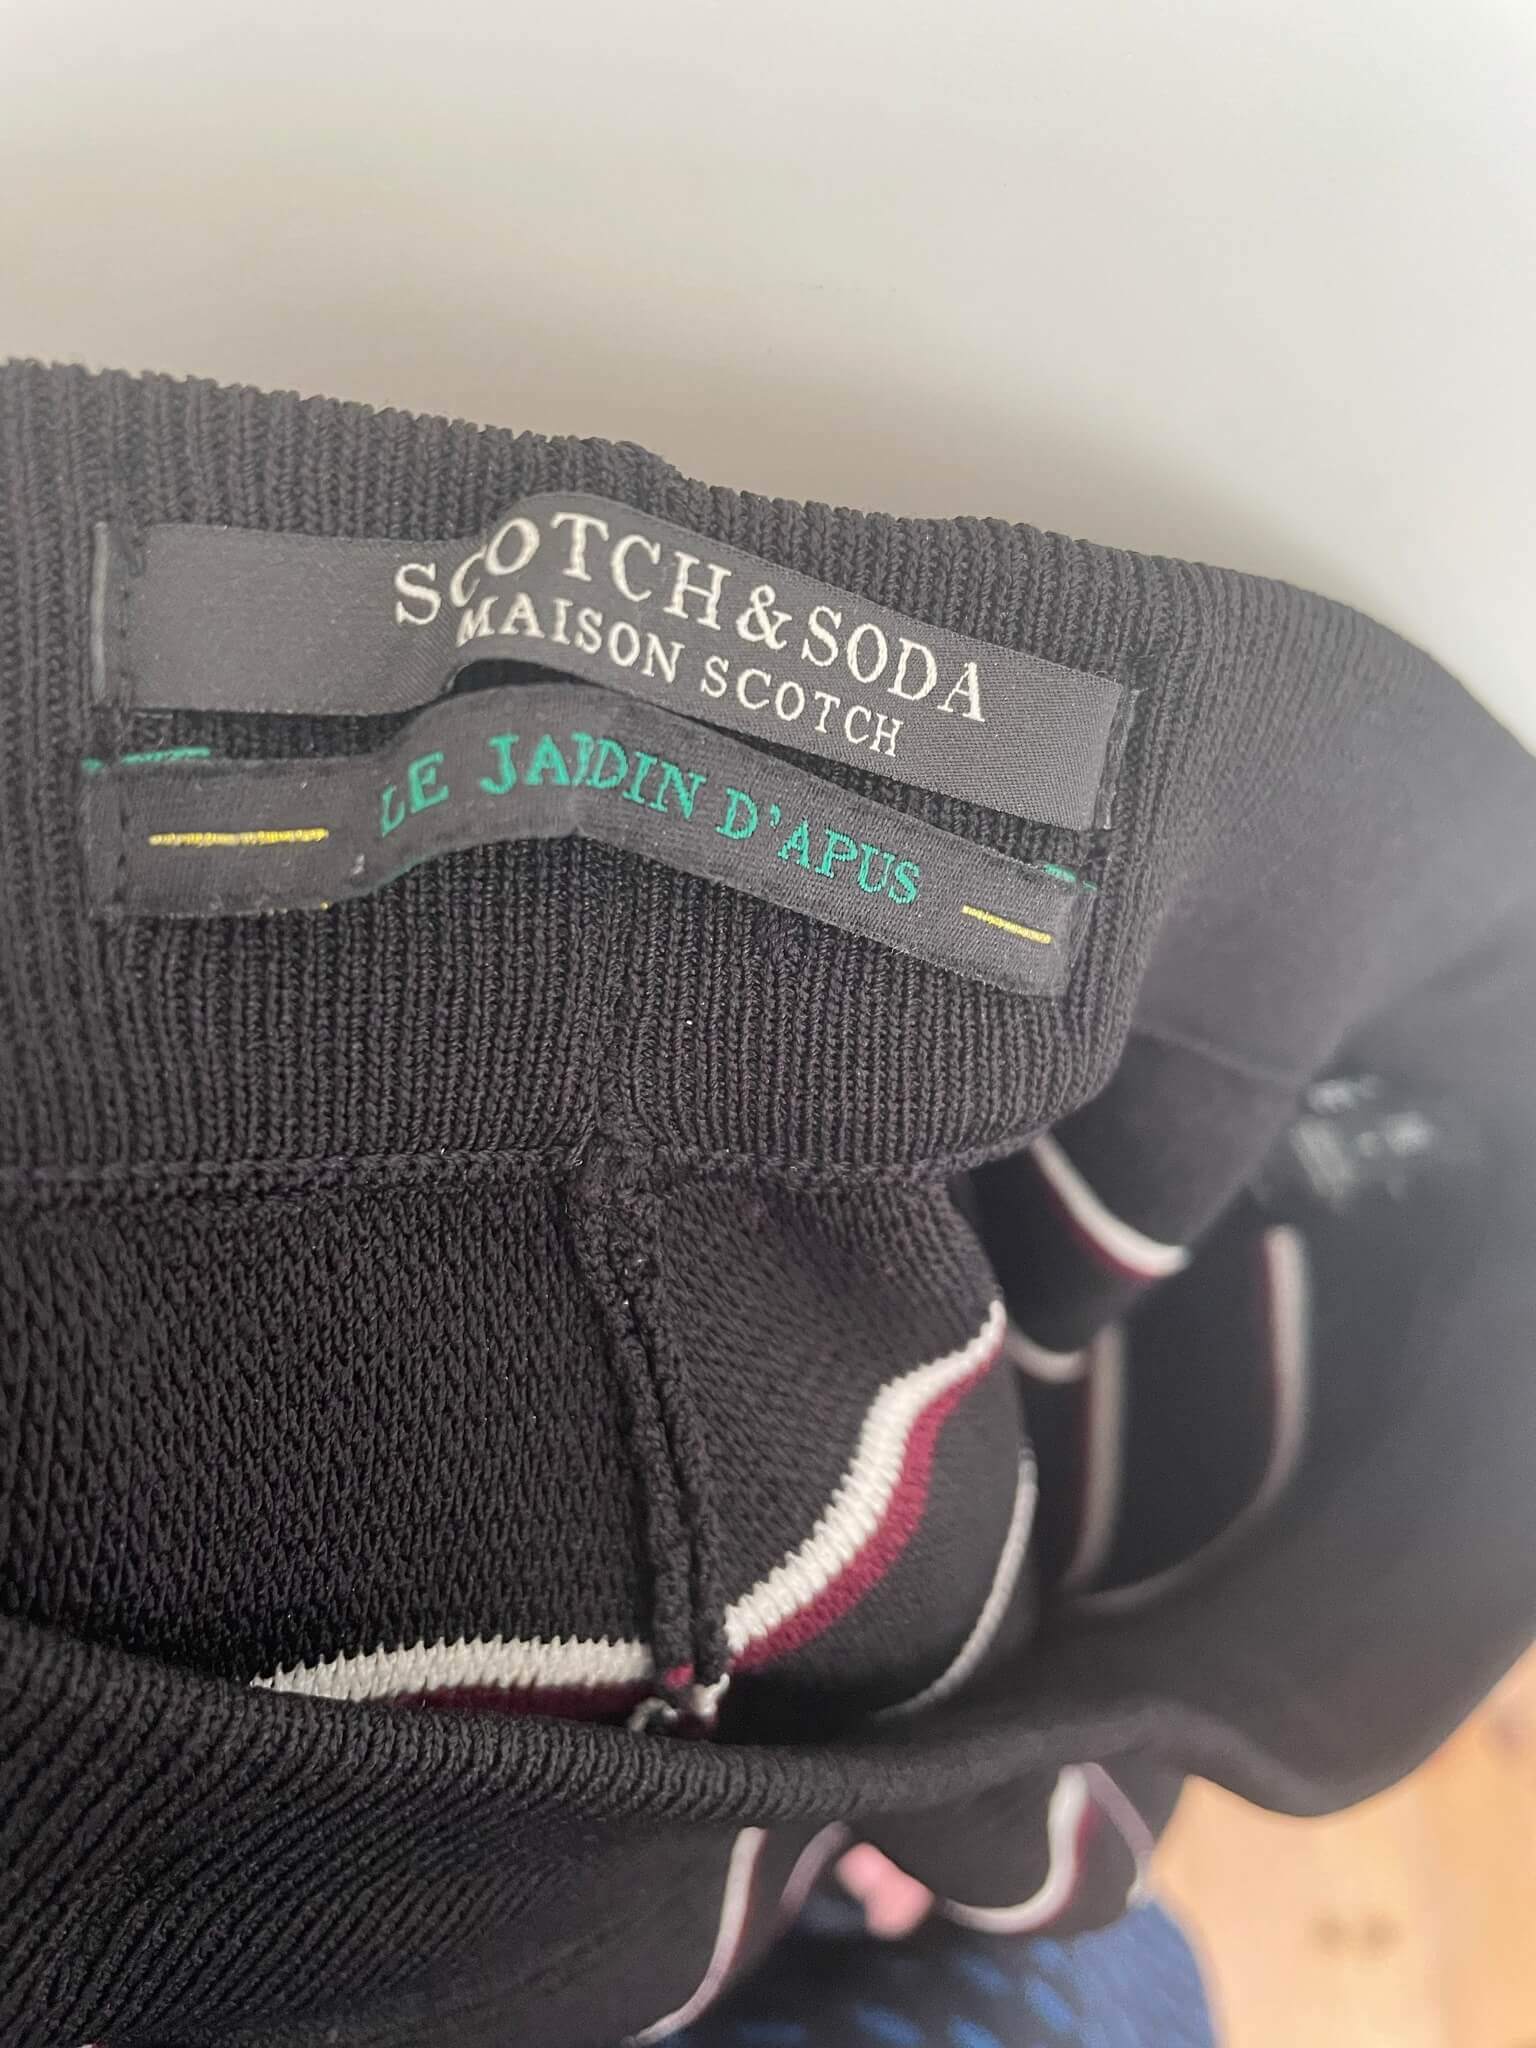 SCOTCH&SODA
MAISON SCOTCH
LE JARDIN D'APUS